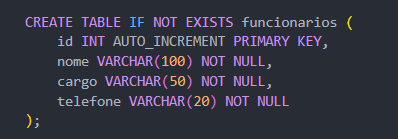 CREATE TABLE IF NOT EXISTS funcionarios (
    id INT AUTO_INCREMENT PRIMARY KEY,
    nome VARCHAR(100) NOT NULL,
    cargo VARCHAR(50) NOT NULL,
    telefone VARCHAR(20) NOT NULL
);